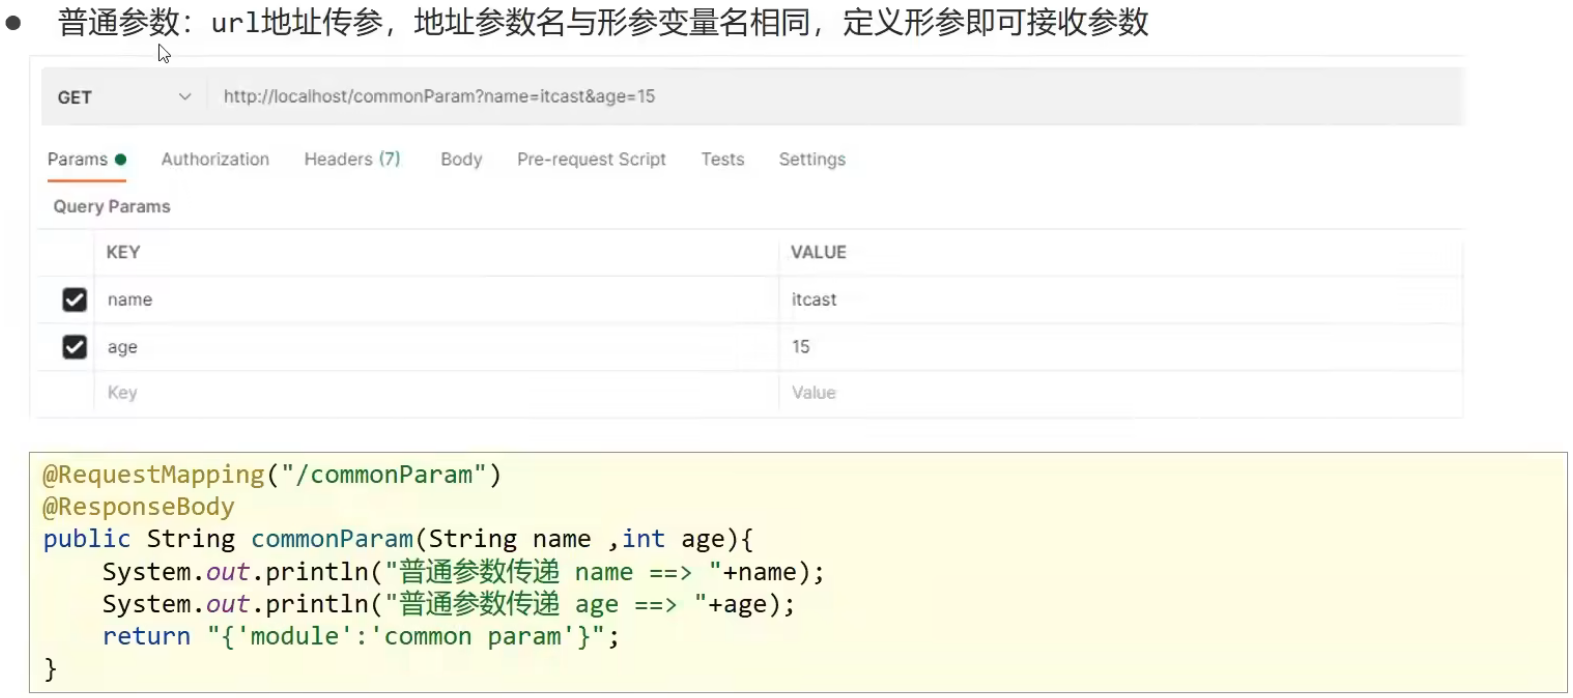 ● 普通参数：url地址传参，地址参数名与形参变量名相同，定义形参即可接收参数
GET http://localhost/commonParam?name=itcast&age=15
Params Authorization Headers (7) Body Pre-request Script Tests Settings
Query Params
KEY VALUE
name itcast
age 15
Key Value
@RequestMapping("/commonParam")
@ResponseBody
public String commonParam(String name ,int age){
    System.out.println("普通参数传递 name ==> "+name);
    System.out.println("普通参数传递 age ==> "+age);
    return "{'module':'common param'}";
}